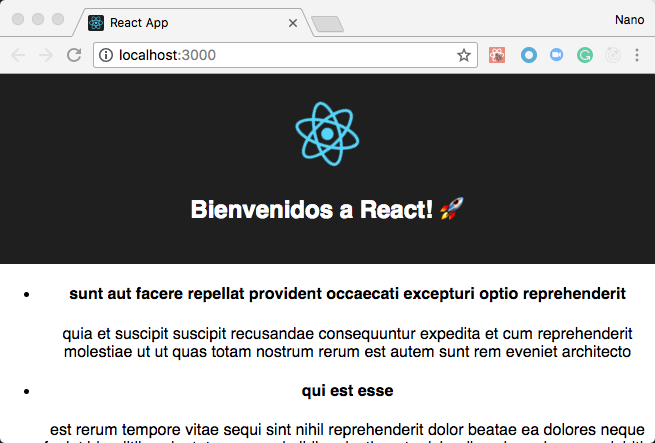 React App
Nano
localhost:3000
Bienvenidos a React! 🚀
• sunt aut facere repellat provident occaecati excepturi optio reprehenderit
quia et suscipit suscipit recusandae consequuntur expedita et cum reprehenderit
molestiae ut ut quas totam nostrum rerum est autem sunt rem eveniet architecto
• qui est esse
est rerum tempore vitae sequi sint nihil reprehenderit dolor beatae ea dolores neque